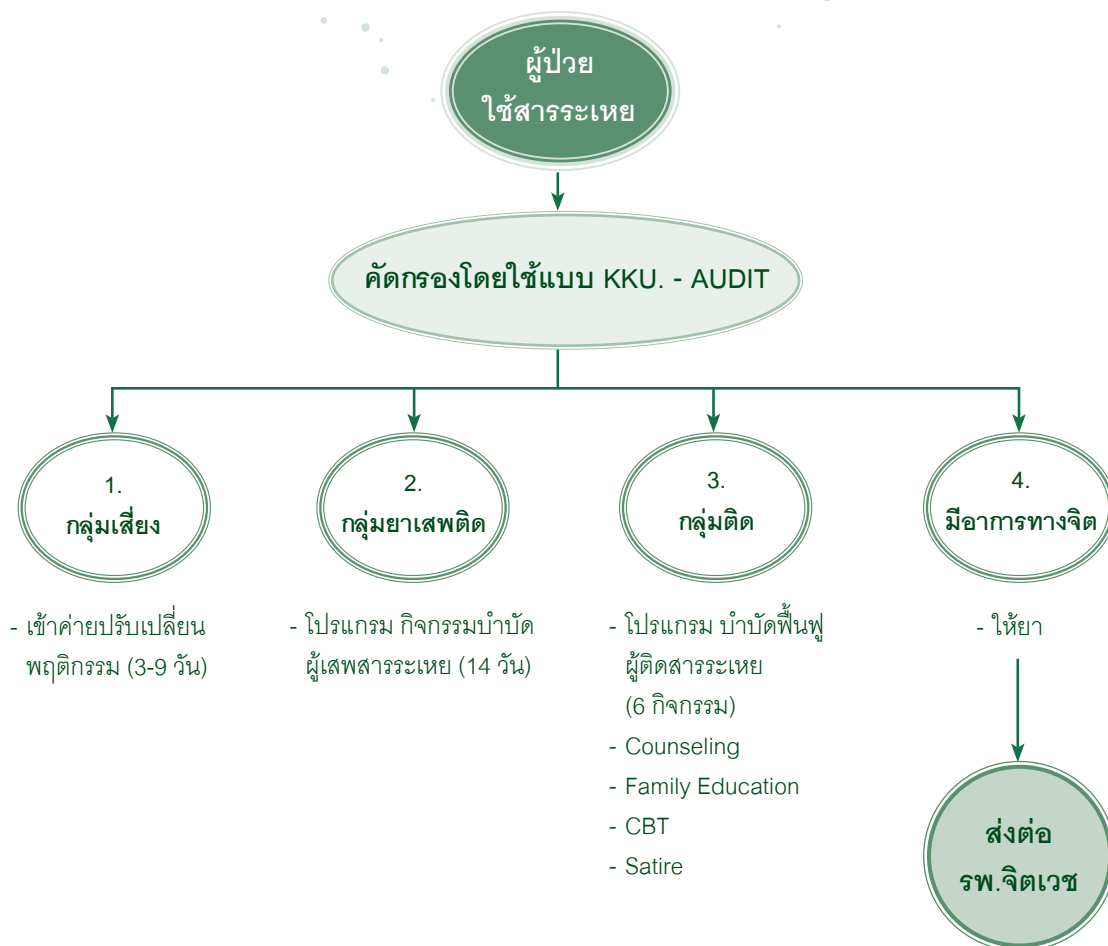 ผู้ป่วย
ใช้สารระเหย
คัดกรองโดยใช้แบบ KKU. - AUDIT
1.
กลุ่มเสี่ยง
2.
กลุ่มยาเสพติด
3.
กลุ่มติด
4.
มีอาการทางจิต
- เข้าค่ายปรับเปลี่ยน
พฤติกรรม (3-9 วัน)
- โปรแกรม กิจกรรมบำบัด
ผู้เสพสารระเหย (14 วัน)
- โปรแกรม บำบัดฟื้นฟู
ผู้ติดสารระเหย
(6 กิจกรรม)
- Counseling
- Family Education
- CBT
- Satire
- ให้ยา
ส่งต่อ
รพ.จิตเวช